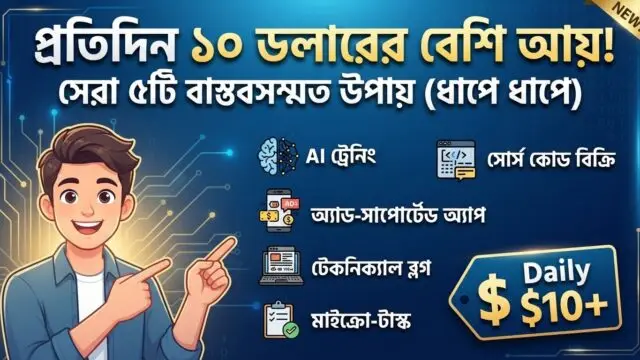 NEW
প্রতিদিন ১০ ডলারের বেশি আয়!
সেরা ৫টি বাস্তবসম্মত উপায় (ধাপে ধাপে)
AI ট্রেনিং
সোর্স কোড বিক্রি
ADS
অ্যাড-সাপোর্টেড অ্যাপ
টেকনিক্যাল ব্লগ
মাইক্রো-টাস্ক
$ Daily
$10+